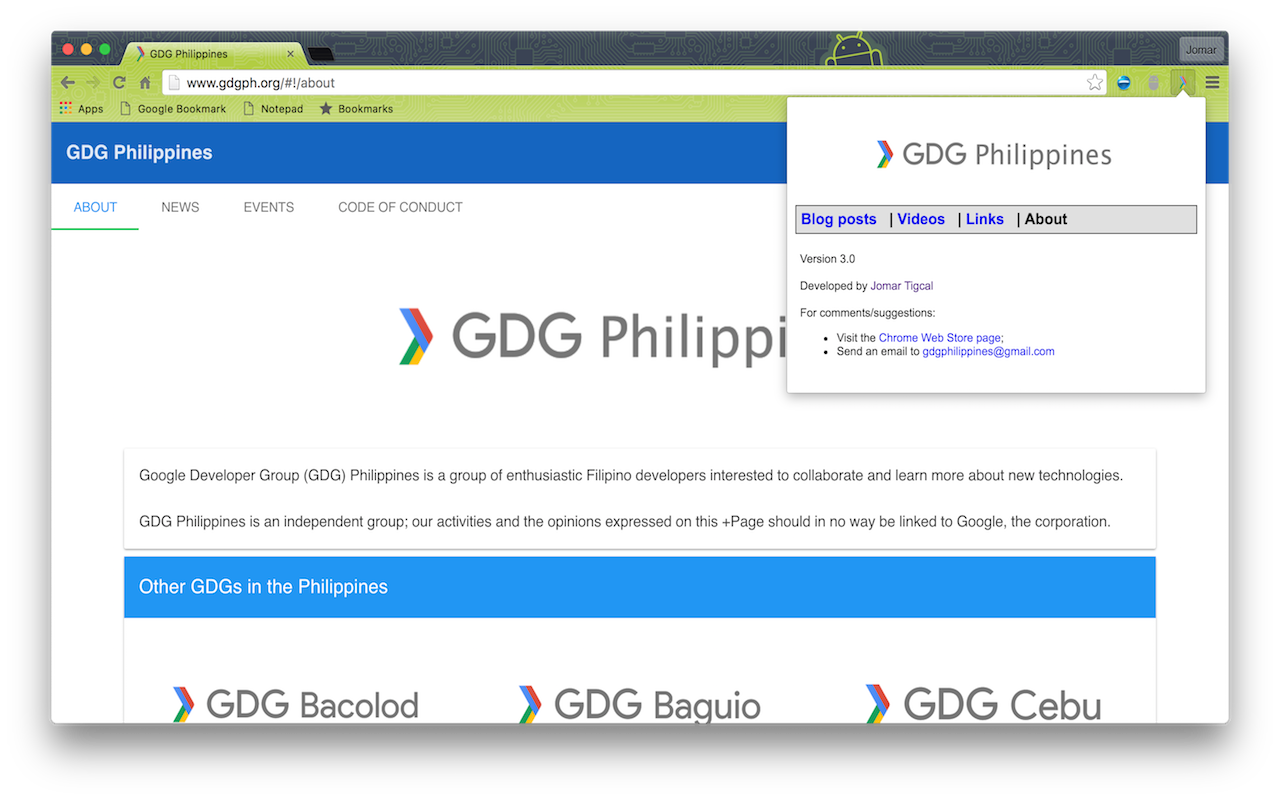 GDG Philippines
Jomar
www.gdgph.org/#!/about
Apps Google Bookmark Notepad Bookmarks
GDG Philippines
ABOUT NEWS EVENTS CODE OF CONDUCT
GDG Philippi
GDG Philippines
Blog posts | Videos | Links | About
Version 3.0
Developed by Jomar Tigcal
For comments/suggestions:
• Visit the Chrome Web Store page;
• Send an email to gdgphilippines@gmail.com
Google Developer Group (GDG) Philippines is a group of enthusiastic Filipino developers interested to collaborate and learn more about new technologies.
GDG Philippines is an independent group; our activities and the opinions expressed on this +Page should in no way be linked to Google, the corporation.
Other GDGs in the Philippines
GDG Bacolod GDG Baguio GDG Cebu